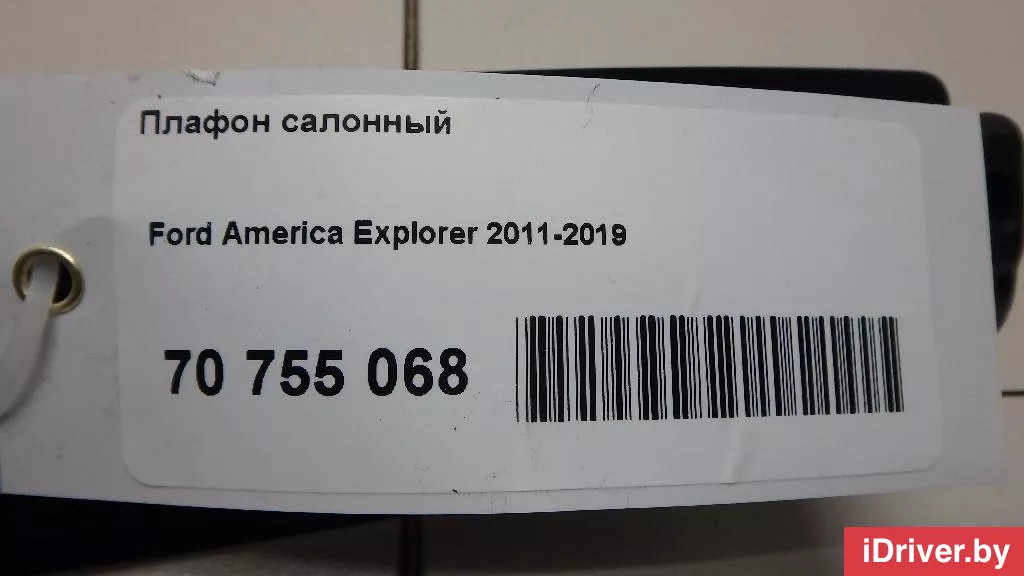 Плафон салонный
Ford America Explorer 2011-2019
70 755 068
iDriver.by